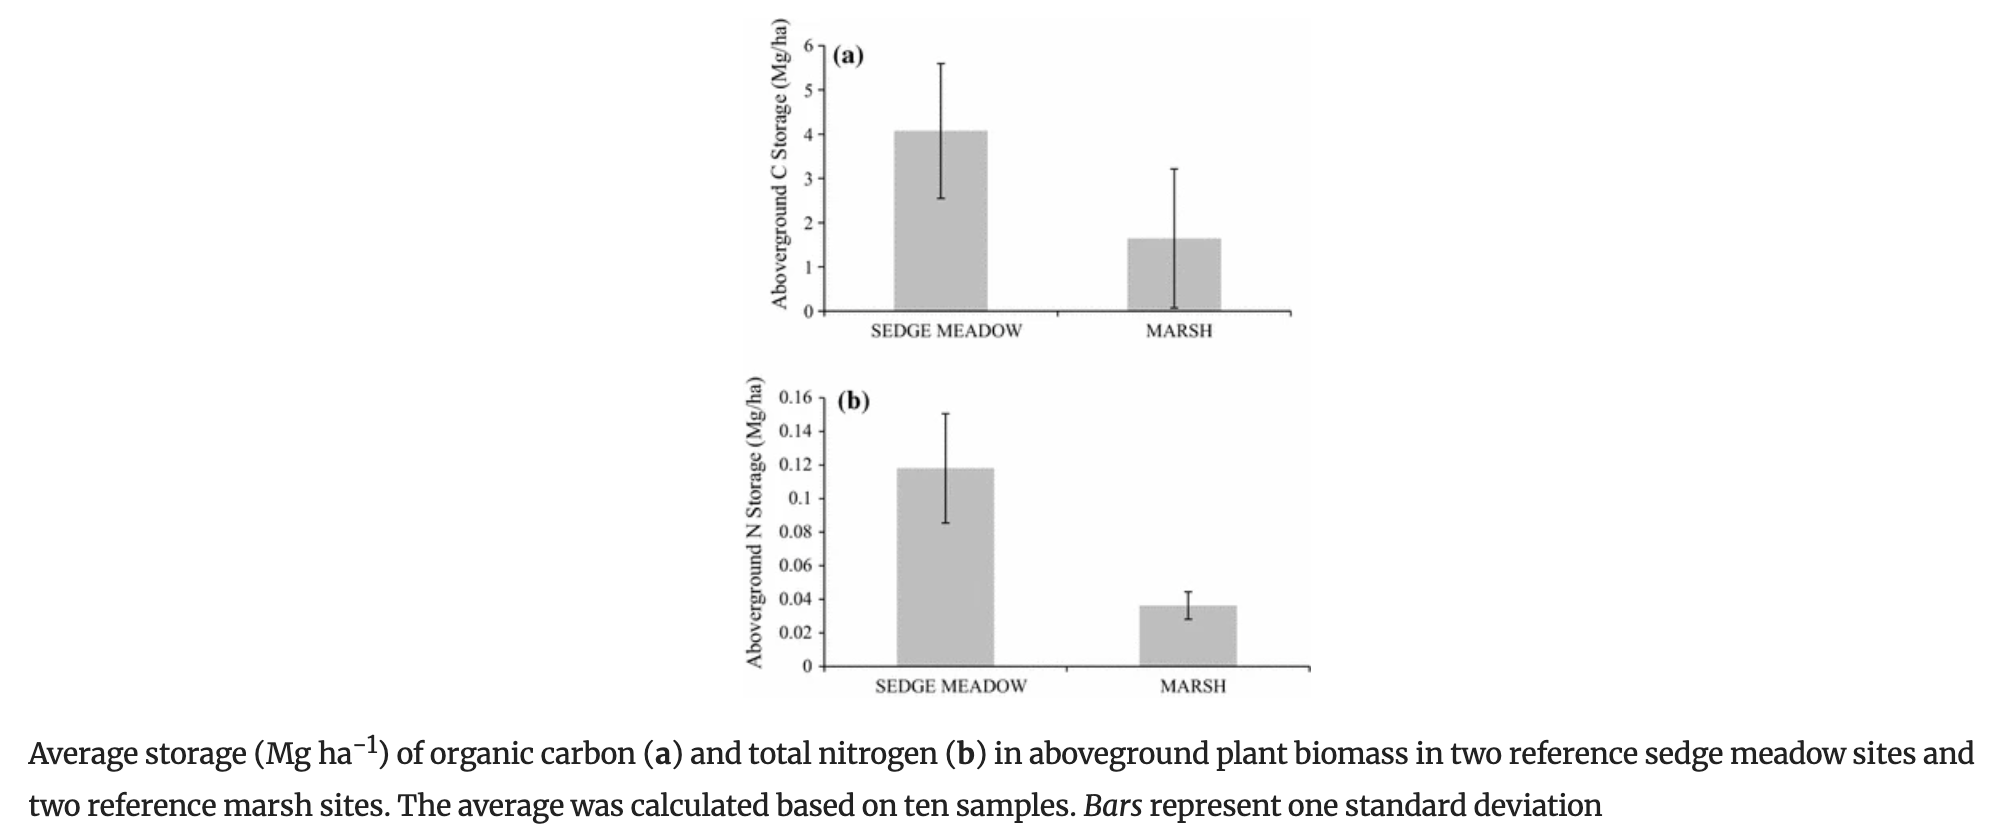 (a)
Aboverground C Storage (Mg/ha)
6
5
4
3
2
1
0
SEDGE MEADOW MARSH
(b)
Aboverground N Storage (Mg/ha)
0.16
0.14
0.12
0.1
0.08
0.06
0.04
0.02
0
SEDGE MEADOW MARSH
Average storage (Mg ha⁻¹) of organic carbon (a) and total nitrogen (b) in aboveground plant biomass in two reference sedge meadow sites and
two reference marsh sites. The average was calculated based on ten samples. Bars represent one standard deviation